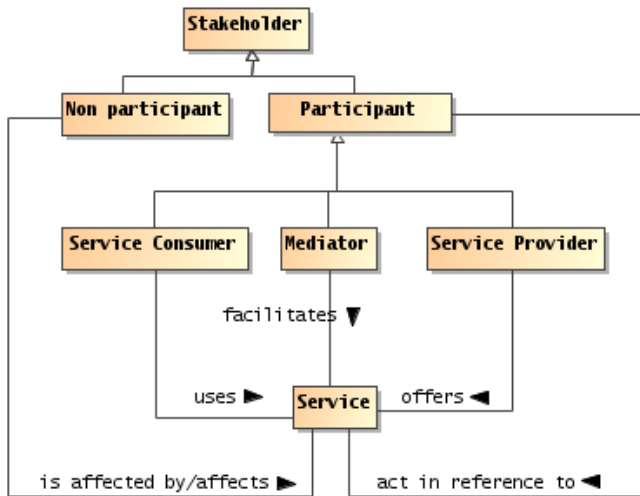 Stakeholder
Non participant
Participant
Service Consumer
Mediator
Service Provider
facilitates
uses
Service
offers
is affected by/affects
act in reference to